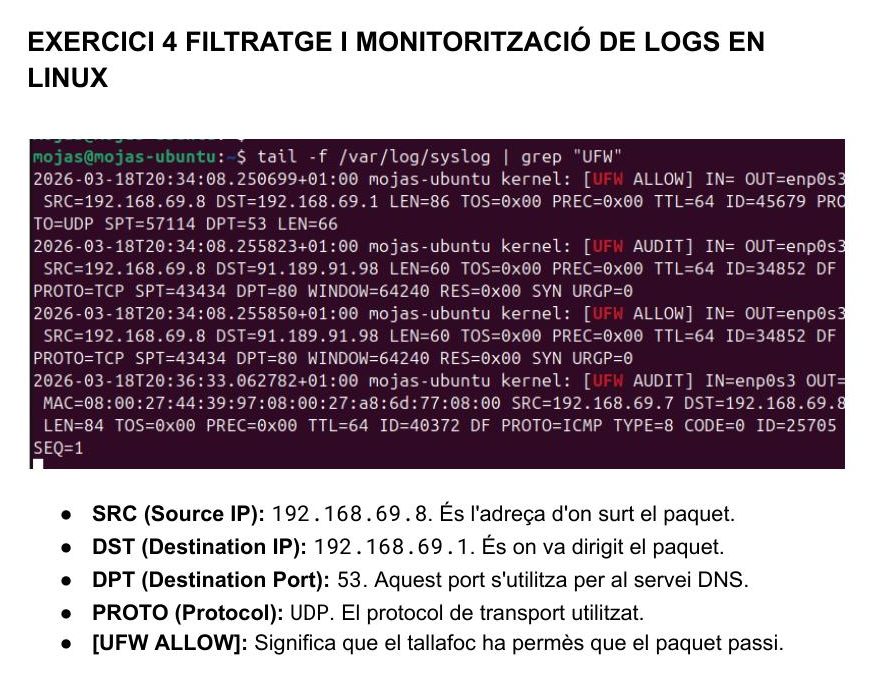 EXERCICI 4 FILTRATGE I MONITORITZACIÓ DE LOGS EN
LINUX
mojas@mojas-ubuntu:~$ tail -f /var/log/syslog | grep "UFW"
2026-03-18T20:34:08.250699+01:00 mojas-ubuntu kernel: [UFW ALLOW] IN= OUT=enp0s3
SRC=192.168.69.8 DST=192.168.69.1 LEN=86 TOS=0x00 PREC=0x00 TTL=64 ID=45679 PRO
TO=UDP SPT=57114 DPT=53 LEN=66
2026-03-18T20:34:08.255823+01:00 mojas-ubuntu kernel: [UFW AUDIT] IN= OUT=enp0s3
SRC=192.168.69.8 DST=91.189.91.98 LEN=60 TOS=0x00 PREC=0x00 TTL=64 ID=34852 DF
PROTO=TCP SPT=43434 DPT=80 WINDOW=64240 RES=0x00 SYN URGP=0
2026-03-18T20:34:08.255850+01:00 mojas-ubuntu kernel: [UFW ALLOW] IN= OUT=enp0s3
SRC=192.168.69.8 DST=91.189.91.98 LEN=60 TOS=0x00 PREC=0x00 TTL=64 ID=34852 DF
PROTO=TCP SPT=43434 DPT=80 WINDOW=64240 RES=0x00 SYN URGP=0
2026-03-18T20:36:33.062782+01:00 mojas-ubuntu kernel: [UFW AUDIT] IN=enp0s3 OUT=
MAC=08:00:27:44:39:97:08:00:27:a8:6d:77:08:00 SRC=192.168.69.7 DST=192.168.69.8
LEN=84 TOS=0x00 PREC=0x00 TTL=64 ID=40372 DF PROTO=ICMP TYPE=8 CODE=0 ID=25705
SEQ=1
● SRC (Source IP): 192.168.69.8. És l'adreça d'on surt el paquet.
● DST (Destination IP): 192.168.69.1. És on va dirigit el paquet.
● DPT (Destination Port): 53. Aquest port s'utilitza per al servei DNS.
● PROTO (Protocol): UDP. El protocol de transport utilitzat.
● [UFW ALLOW]: Significa que el tallafoc ha permès que el paquet passi.